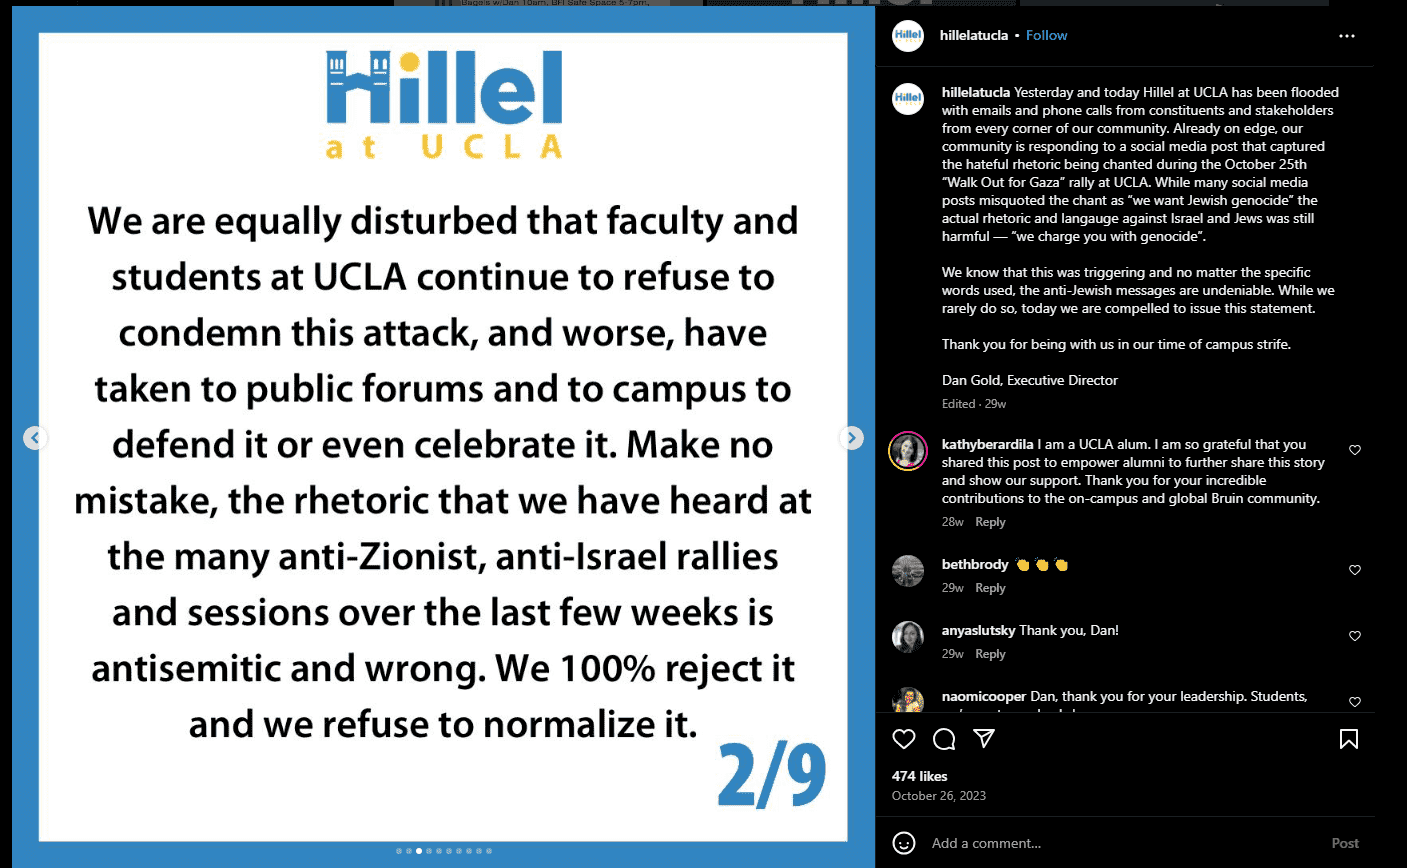 Bagels w/Dan 10am, BFI Safe Space 5-7pm,
Hillel
at UCLA
We are equally disturbed that faculty and
students at UCLA continue to refuse to
condemn this attack, and worse, have
taken to public forums and to campus to
defend it or even celebrate it. Make no
mistake, the rhetoric that we have heard at
the many anti-Zionist, anti-Israel rallies
and sessions over the last few weeks is
antisemitic and wrong. We 100% reject it
and we refuse to normalize it.
2/9
hillelatucla • Follow
hillelatucla Yesterday and today Hillel at UCLA has been flooded
with emails and phone calls from constituents and stakeholders
from every corner of our community. Already on edge, our
community is responding to a social media post that captured
the hateful rhetoric being chanted during the October 25th
“Walk Out for Gaza” rally at UCLA. While many social media
posts misquoted the chant as “we want Jewish genocide” the
actual rhetoric and langauge against Israel and Jews was still
harmful — “we charge you with genocide”.
We know that this was triggering and no matter the specific
words used, the anti-Jewish messages are undeniable. While we
rarely do so, today we are compelled to issue this statement.
Thank you for being with us in our time of campus strife.
Dan Gold, Executive Director
Edited · 29w
kathyberardila I am a UCLA alum. I am so grateful that you
shared this post to empower alumni to further share this story
and show our support. Thank you for your incredible
contributions to the on-campus and global Bruin community.
28w Reply
bethbrody 👏 👏 👏
29w Reply
anyaslutsky Thank you, Dan!
29w Reply
naomicooper Dan, thank you for your leadership. Students,
474 likes
October 26, 2023
Add a comment...
Post